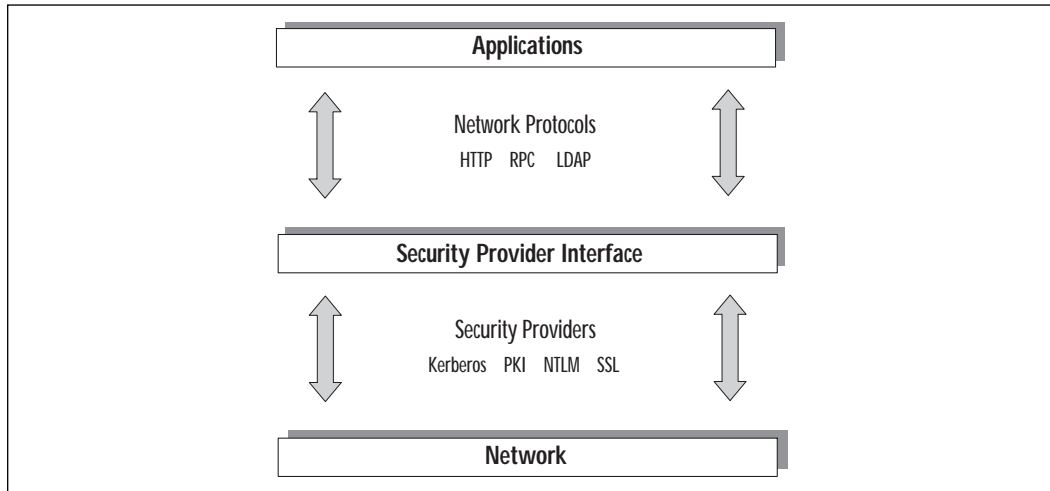 Applications
Network Protocols
HTTP RPC LDAP
Security Provider Interface
Security Providers
Kerberos PKI NTLM SSL
Network